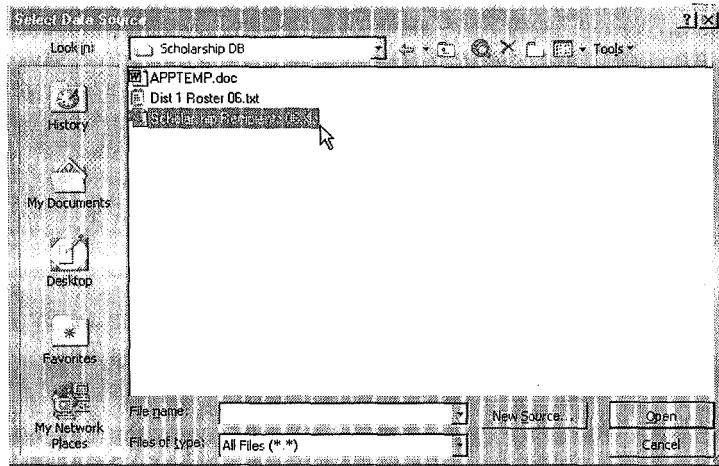 Select Data Source
Look in:
Scholarship DB
Tools
APPTEMP.doc
Dist 1 Roster 06.txt
History
My Documents
Desktop
Favorites
My Network
Places
File name:
New Source...
Open
Files of type:
All Files (*.*)
Cancel